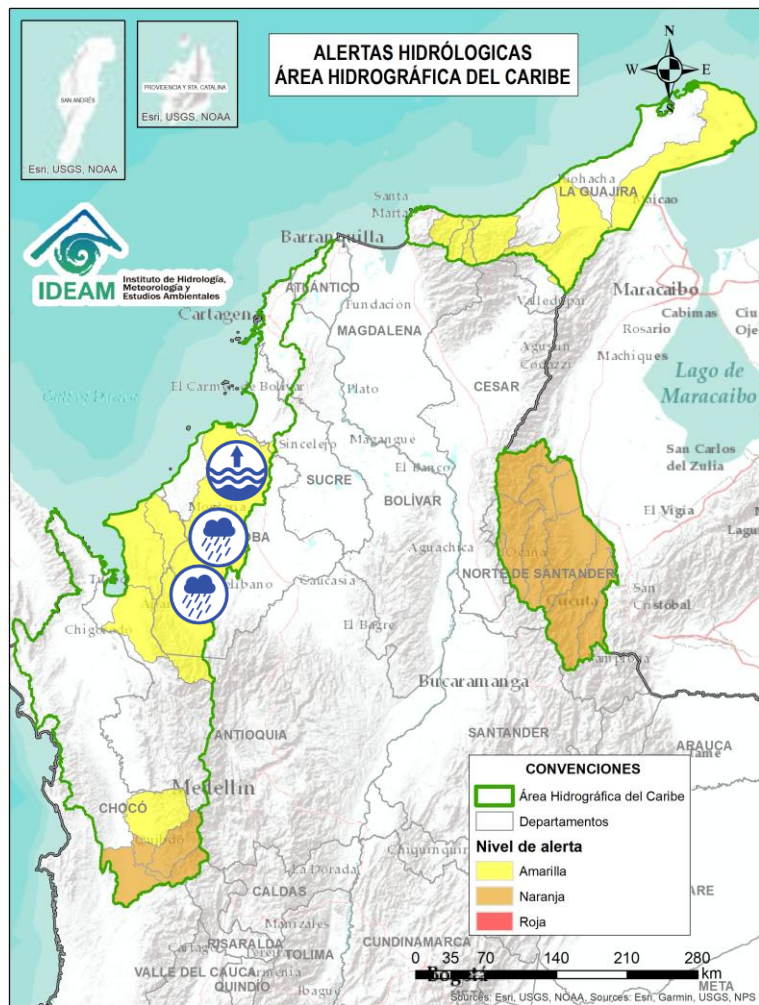 ALERTAS HIDRÓLOGICAS
ÁREA HIDROGRÁFICA DEL CARIBE
N
W
E
S
SAN ANDRÉS
Esri, USGS, NOAA
PROVIDENCIA Y STA. CATALINA
Esri, USGS, NOAA
IDEAM
Instituto de Hidrología,
Meteorología y
Estudios Ambientales
LA GUAJIRA
Maicao
Santa
Marta
Barranquilla
ATLÁNTICO
Fundación
Valledupar
Maracaibo
Cartagena
MAGDALENA
Cabimas
Rosario
Machiques
Agustín
Codazzi
Lago de
Maracaibo
CESAR
El Carmen de Bolívar
Plato
Sincelejo
Magangue
El Banco
San Carlos
del Zulia
SUCRE
BOLÍVAR
El Vigía
Aguachica
Ocaña
NORTE DE SANTANDER
Caucasia
Cúcuta
San
Cristóbal
El Bagre
Pamplona
Bucaramanga
ANTIOQUIA
SANTANDER
ARAUCA
Medellín
CHOCÓ
Quibdó
La Dorada
CALDAS
Manizales
RISARALDA
TOLIMA
CUNDINAMARCA
VALLE DEL CAUCA
Armenia
QUINDÍO
Ibagué
Bogotá
META
CONVENCIONES
Área Hidrográfica del Caribe
Departamentos
Nivel de alerta
Amarilla
Naranja
Roja
0 35 70 140 210 280
km
Sources: Esri, USGS, NOAA, Sources: Esri, Garmin, USGS, NPS